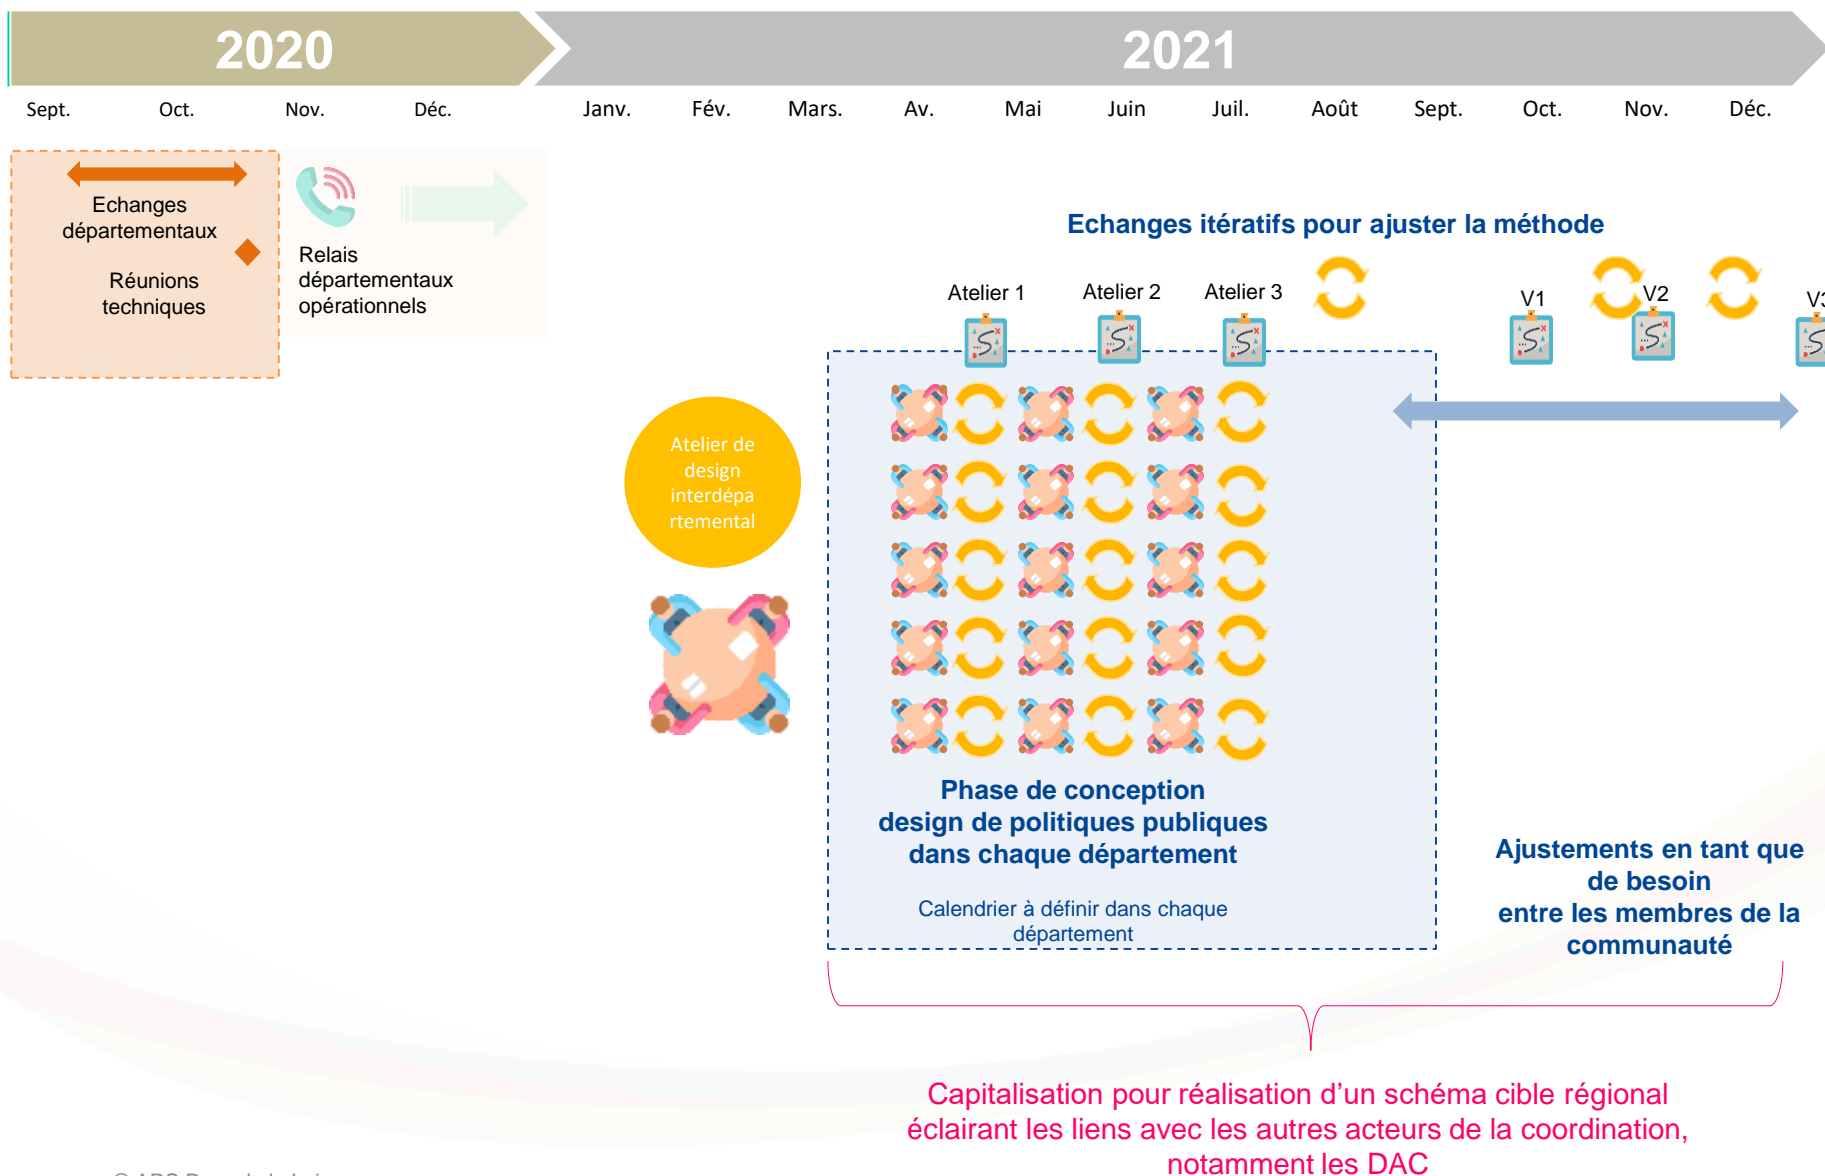 2020
2021
Sept.
Oct.
Nov.
Déc.
Janv.
Fév.
Mars.
Av.
Mai
Juin
Juil.
Août
Sept.
Oct.
Nov.
Déc.
Echanges
départementaux
Réunions
techniques
Relais
départementaux
opérationnels
Echanges itératifs pour ajuster la méthode
Atelier 1
Atelier 2
Atelier 3
V1
V2
V3
Atelier de
design
interdépa
rtemental
Phase de conception
design de politiques publiques
dans chaque département
Calendrier à définir dans chaque
département
Ajustements en tant que
de besoin
entre les membres de la
communauté
Capitalisation pour réalisation d’un schéma cible régional
éclairant les liens avec les autres acteurs de la coordination,
notamment les DAC